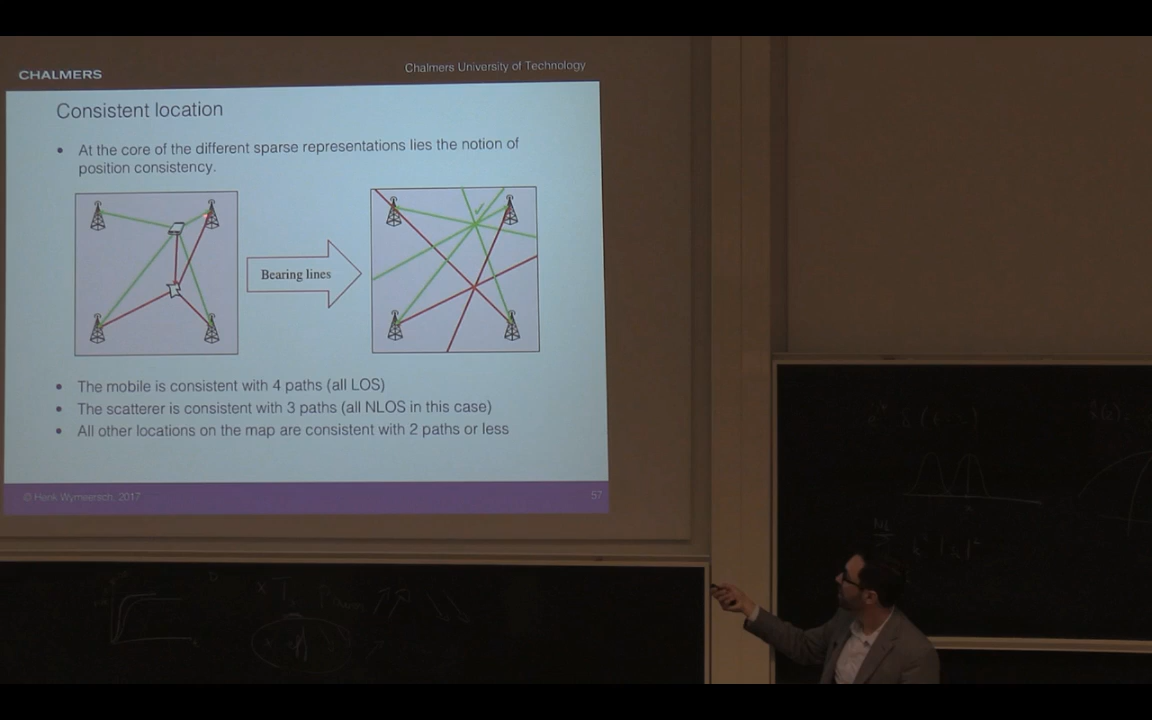 CHALMERS
Chalmers University of Technology
Consistent location
• At the core of the different sparse representations lies the notion of
position consistency.
Bearing lines
• The mobile is consistent with 4 paths (all LOS)
• The scatterer is consistent with 3 paths (all NLOS in this case)
• All other locations on the map are consistent with 2 paths or less
© Henk Wymeersch, 2017
57